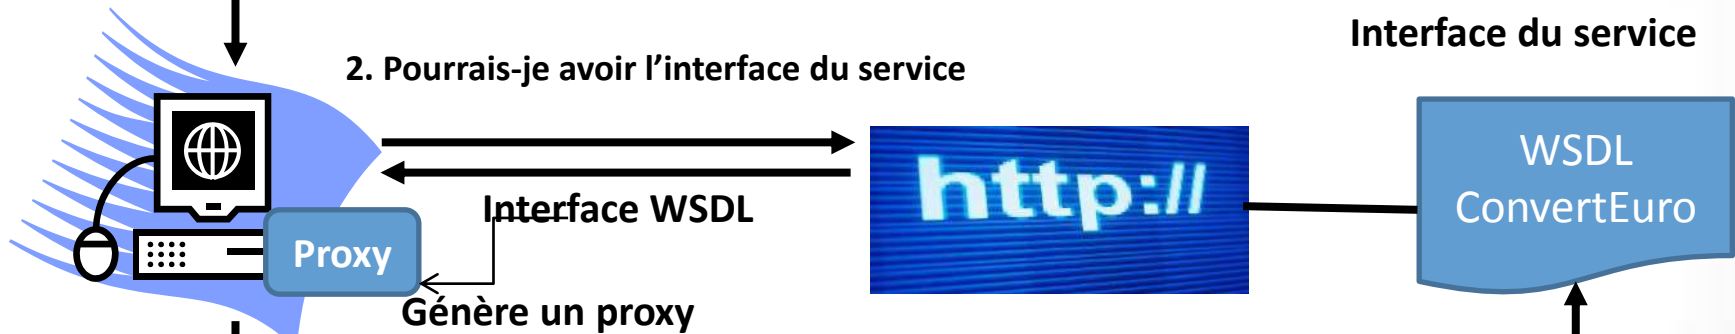 Interface du service
2. Pourrais-je avoir l’interface du service
http://
WSDL
ConvertEuro
Interface WSDL
Proxy
Génère un proxy